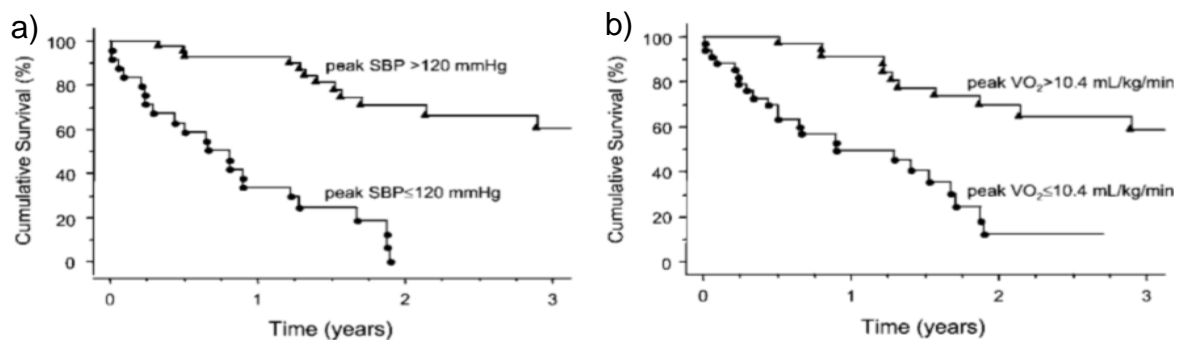 a)
Cumulative Survival (%)
100
80
60
40
20
0
peak SBP >120 mmHg
peak SBP≤120 mmHg
0 1 2 3
Time (years)
b)
Cumulative Survival (%)
100
80
60
40
20
0
peak VO₂>10.4 mL/kg/min
peak VO₂≤10.4 mL/kg/min
0 1 2 3
Time (years)